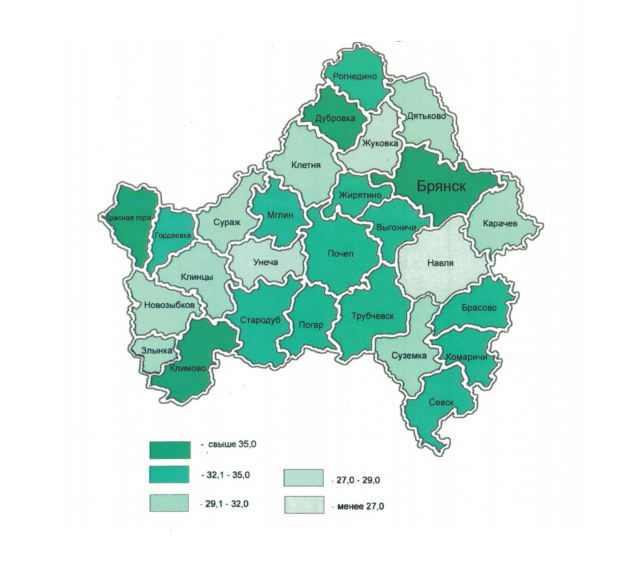 Рогнедино
Дятьково
Дубровка
Жуковка
Клетня
Брянск
Жирятино
Красная гора
Мглин
Сураж
Карачев
Выгоничи
Гордеевка
Почеп
Унеча
Навля
Клинцы
Новозыбков
Брасово
Трубчевск
Стародуб
Погар
Злынка
Суземка
Комаричи
Климово
Севск
- свыше 35,0
- 32,1 - 35,0
- 27,0 - 29,0
- 29,1 - 32,0
- менее 27,0